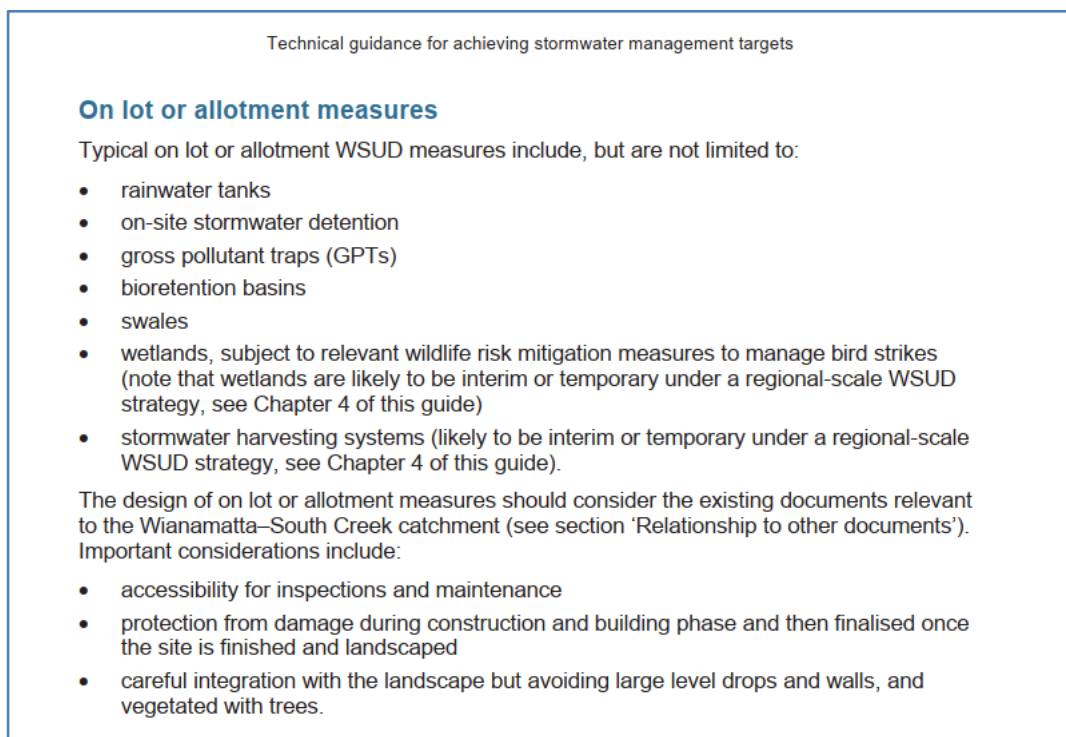 Technical guidance for achieving stormwater management targets
On lot or allotment measures
Typical on lot or allotment WSUD measures include, but are not limited to:
• rainwater tanks
• on-site stormwater detention
• gross pollutant traps (GPTs)
• bioretention basins
• swales
• wetlands, subject to relevant wildlife risk mitigation measures to manage bird strikes
(note that wetlands are likely to be interim or temporary under a regional-scale WSUD
strategy, see Chapter 4 of this guide)
• stormwater harvesting systems (likely to be interim or temporary under a regional-scale
WSUD strategy, see Chapter 4 of this guide).
The design of on lot or allotment measures should consider the existing documents relevant
to the Wianamatta–South Creek catchment (see section ‘Relationship to other documents’).
Important considerations include:
• accessibility for inspections and maintenance
• protection from damage during construction and building phase and then finalised once
the site is finished and landscaped
• careful integration with the landscape but avoiding large level drops and walls, and
vegetated with trees.